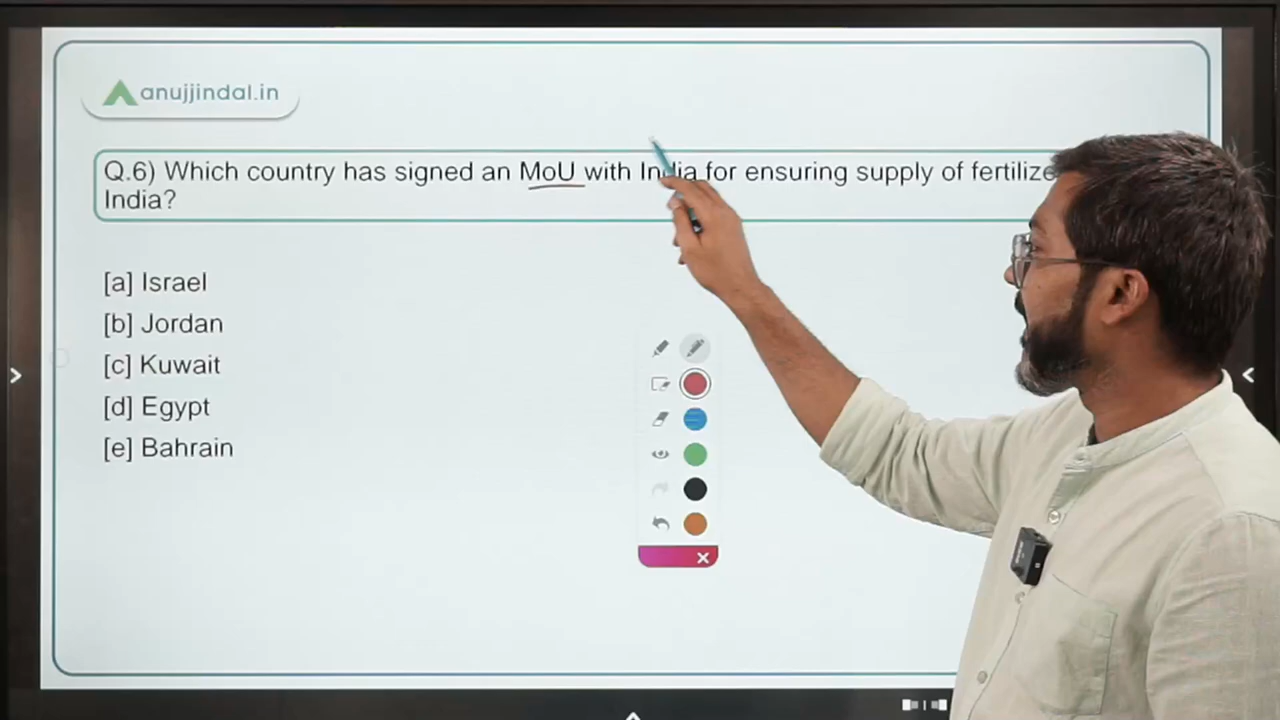 anujjindal.in
Q.6) Which country has signed an MoU with India for ensuring supply of
India?
[a] Israel
[b] Jordan
[c] Kuwait
[d] Egypt
[e] Bahrain